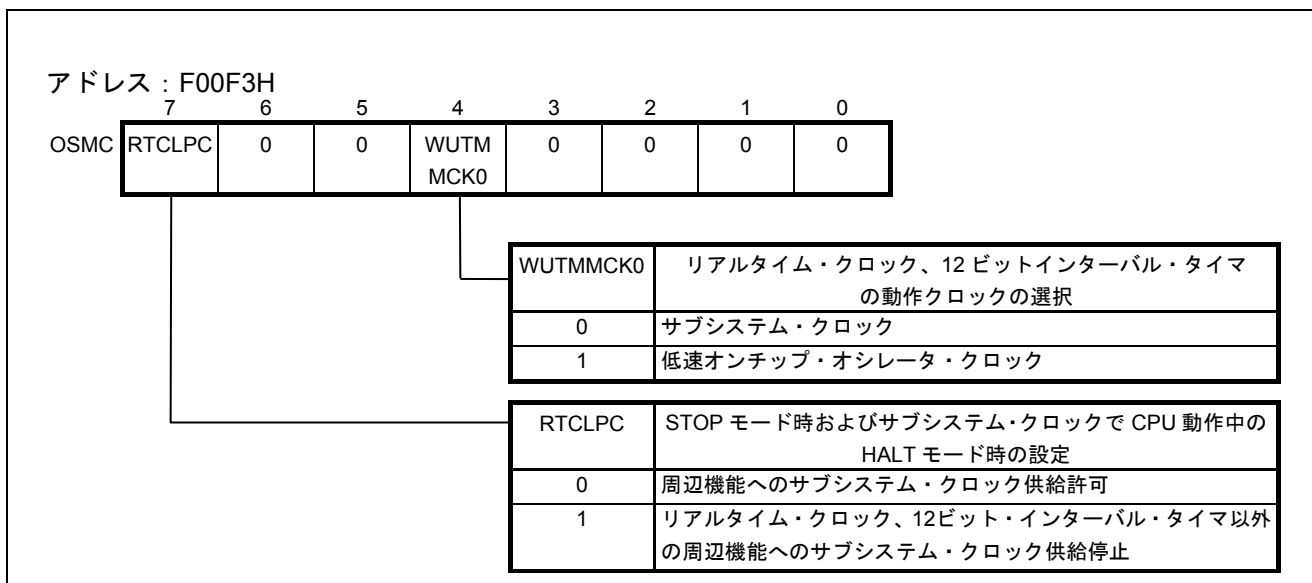 アドレス：F00F3H
7 6 5 4 3 2 1 0
OSMC RTCLPC 0 0 WUTM 0 0 0 0
MCK0
WUTMMCK0 リアルタイム・クロック、12 ビットインターバル・タイマ
の動作クロックの選択
0 サブシステム・クロック
1 低速オンチップ・オシレータ・クロック
RTCLPC STOP モード時およびサブシステム・クロックで CPU 動作中の
HALT モード時の設定
0 周辺機能へのサブシステム・クロック供給許可
1 リアルタイム・クロック、12ビット・インターバル・タイマ以外
の周辺機能へのサブシステム・クロック供給停止